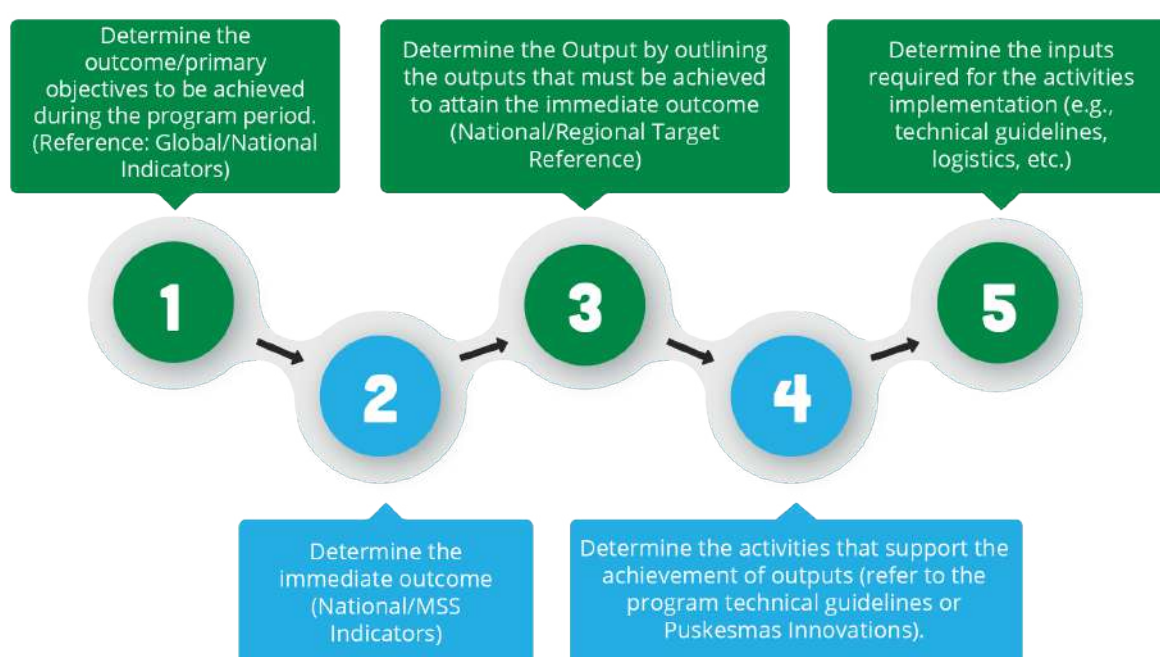 Determine the
outcome/primary
objectives to be achieved
during the program period.
(Reference: Global/National
Indicators)
Determine the Output by outlining
the outputs that must be achieved
to attain the immediate outcome
(National/Regional Target
Reference)
Determine the inputs
required for the activities
implementation (e.g.,
technical guidelines,
logistics, etc.)
1
2
3
4
5
Determine the
immediate outcome
(National/MSS
Indicators)
Determine the activities that support the
achievement of outputs (refer to the
program technical guidelines or
Puskesmas Innovations).